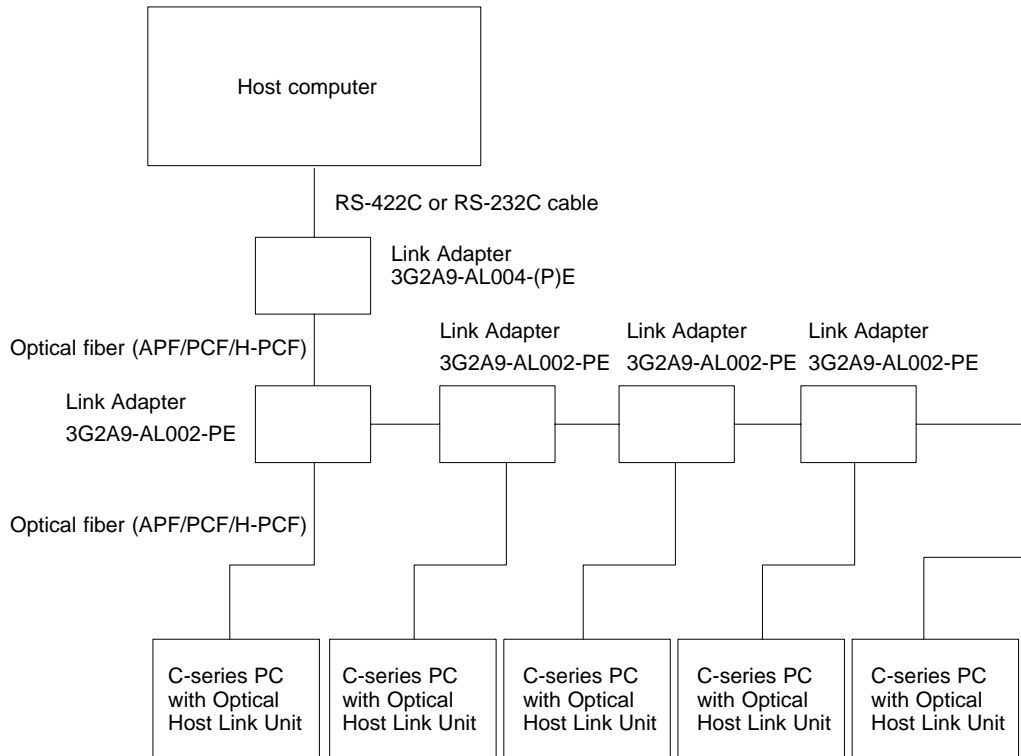 Host computer
RS-422C or RS-232C cable
Link Adapter
3G2A9-AL004-(P)E
Optical fiber (APF/PCF/H-PCF)
Link Adapter
3G2A9-AL002-PE
Link Adapter
3G2A9-AL002-PE
Link Adapter
3G2A9-AL002-PE
Link Adapter
3G2A9-AL002-PE
Optical fiber (APF/PCF/H-PCF)
C-series PC
with Optical
Host Link Unit
C-series PC
with Optical
Host Link Unit
C-series PC
with Optical
Host Link Unit
C-series PC
with Optical
Host Link Unit
C-series PC
with Optical
Host Link Unit